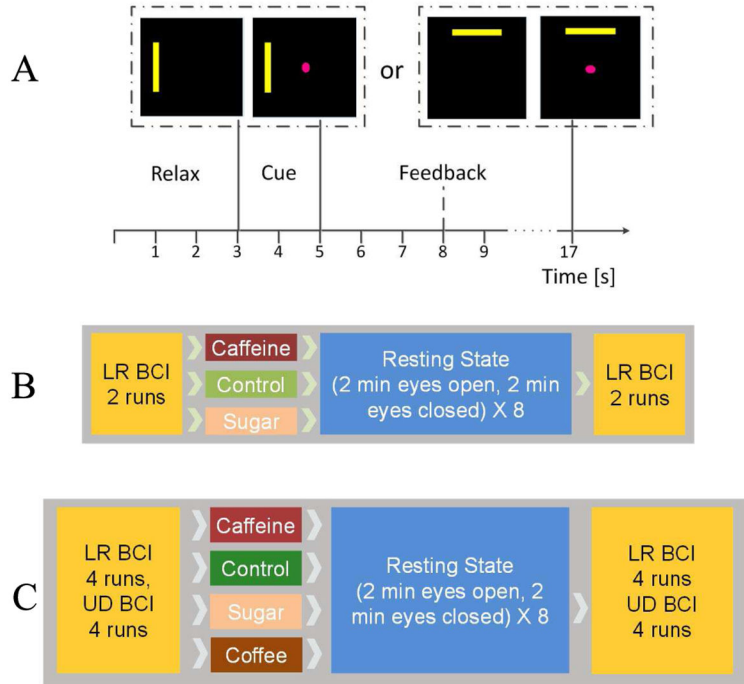 A
or
Relax
Cue
Feedback
1 2 3 4 5 6 7 8 9 17
Time [s]
B
LR BCI
2 runs
Caffeine
Control
Sugar
Resting State
(2 min eyes open, 2 min
eyes closed) X 8
LR BCI
2 runs
C
LR BCI
4 runs,
UD BCI
4 runs
Caffeine
Control
Sugar
Coffee
Resting State
(2 min eyes open, 2
min eyes closed) X 8
LR BCI
4 runs
UD BCI
4 runs